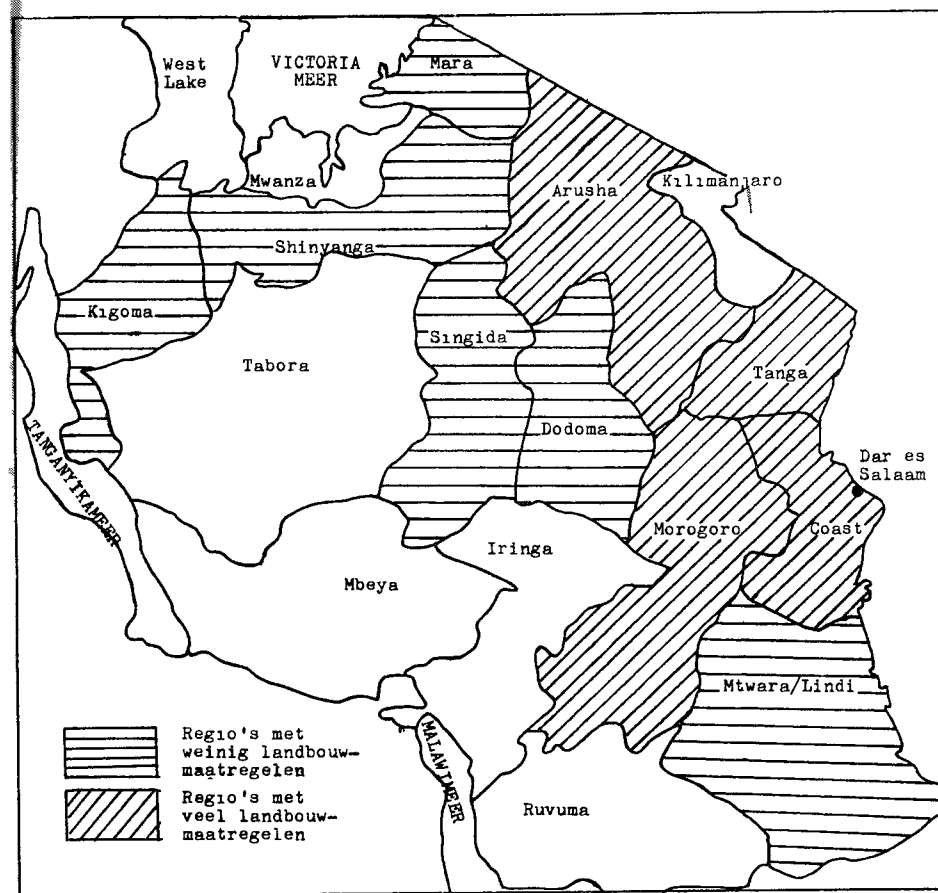 West
Lake
VICTORIA
MEER
Mara
Mwanza
Arusha
Kilimanjaro
Shinyanga
Kigoma
Singida
Tabora
Tanga
Dodoma
TANGANYIKAMEER
Dar es
Salaam
Morogoro
Coast
Iringa
Mbeya
Mtwara/Lindi
MALAWIMEER
Ruvuma
Regio's met
weinig landbouw-
maatregelen
Regio's met
veel landbouw-
maatregelen